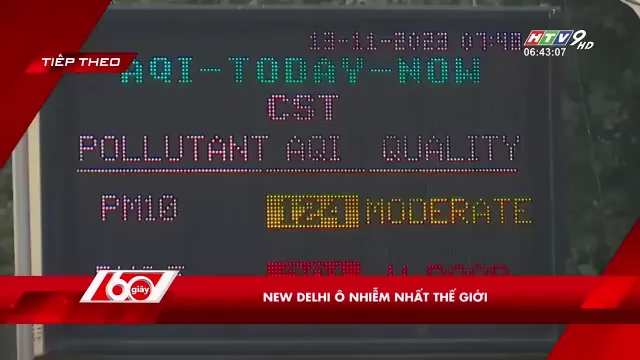 13-11-2023 07:48
HTV9 HD
06:43:07
TIẾP THEO
AQI-TODAY-NOW
CST
POLLUTANT AQI QUALITY
PM10 124 MODERATE
60 giây
NEW DELHI Ô NHIỄM NHẤT THẾ GIỚI